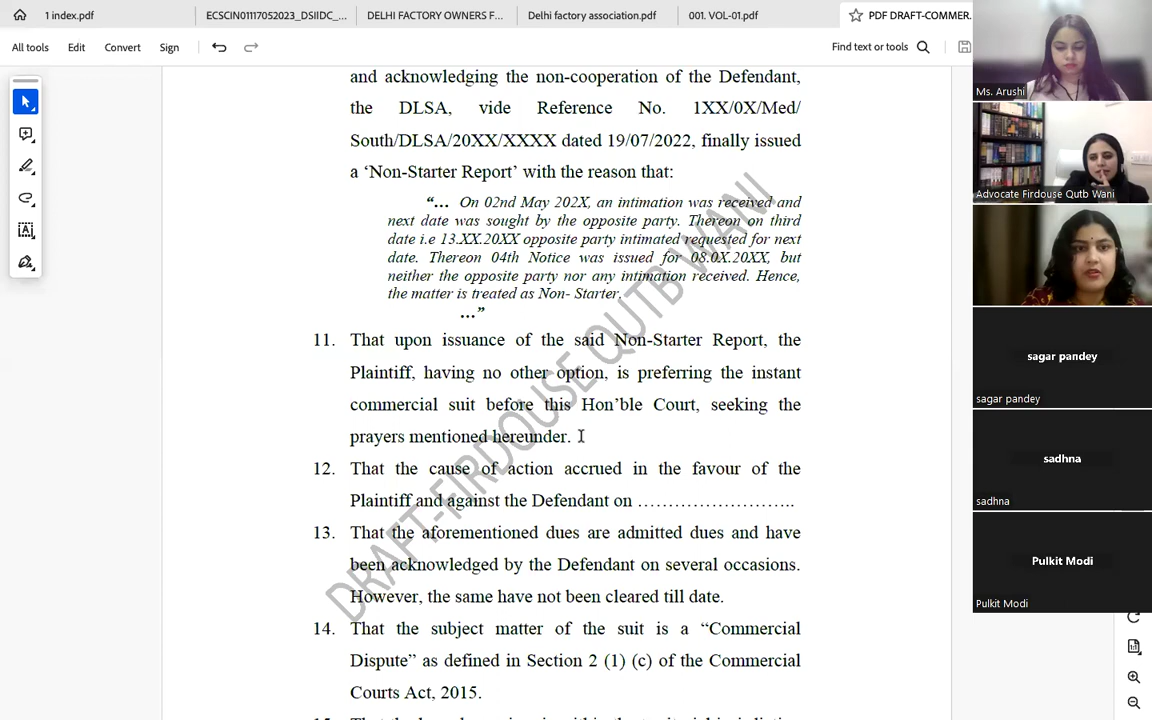 1 index.pdf
ECSCIN01117052023_DSIIDC_...
DELHI FACTORY OWNERS F...
Delhi factory association.pdf
001. VOL-01.pdf
PDF DRAFT-COMMER.
All tools
Edit
Convert
Sign
Find text or tools
and acknowledging the non-cooperation of the Defendant,
the DLSA, vide Reference No. 1XX/0X/Med/
South/DLSA/20XX/XXXX dated 19/07/2022, finally issued
a ‘Non-Starter Report’ with the reason that:
“… On 02nd May 202X, an intimation was received and
next date was sought by the opposite party. Thereon on third
date i.e 13.XX.20XX opposite party intimated requested for next
date. Thereon 04th Notice was issued for 08.0X.20XX, but
neither the opposite party nor any intimation received. Hence,
the matter is treated as Non- Starter.
…”
11. That upon issuance of the said Non-Starter Report, the
Plaintiff, having no other option, is preferring the instant
commercial suit before this Hon’ble Court, seeking the
prayers mentioned hereunder.
12. That the cause of action accrued in the favour of the
Plaintiff and against the Defendant on ……………………..
13. That the aforementioned dues are admitted dues and have
been acknowledged by the Defendant on several occasions.
However, the same have not been cleared till date.
14. That the subject matter of the suit is a “Commercial
Dispute” as defined in Section 2 (1) (c) of the Commercial
Courts Act, 2015.
DRAFT-FIRDOUSE QUTB WANI
Ms. Arushi
Advocate Firdouse Qutb Wani
sagar pandey
sagar pandey
sadhna
sadhna
Pulkit Modi
Pulkit Modi